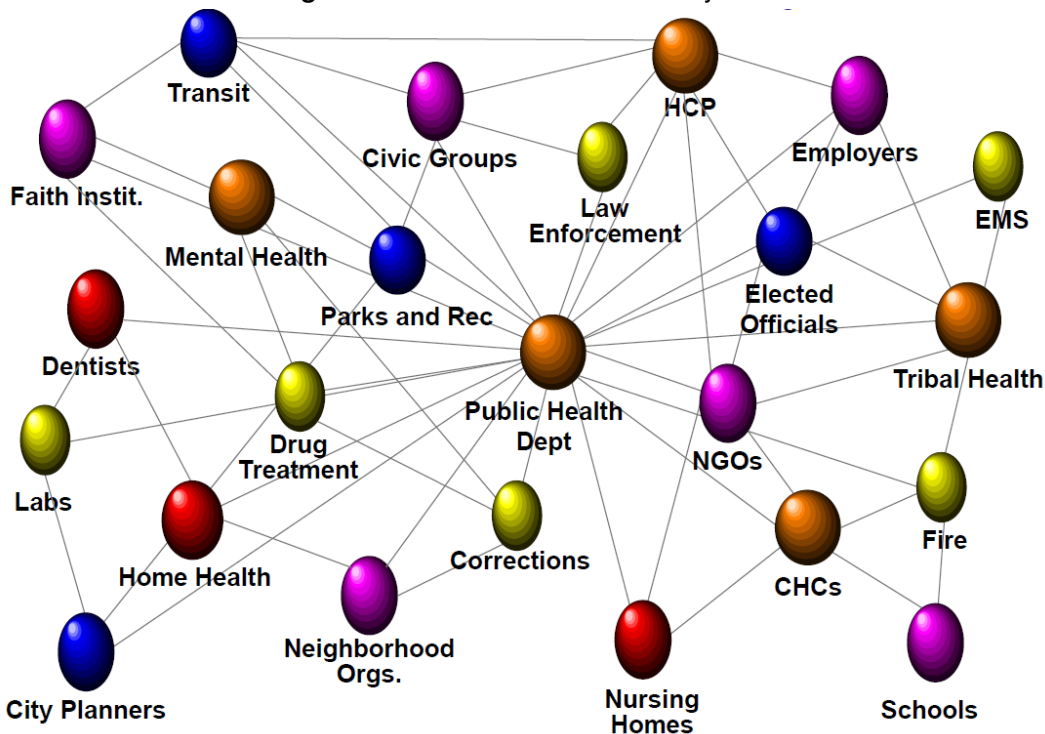 Transit
HCP
Civic Groups
Employers
Faith Instit.
Law
Enforcement
EMS
Mental Health
Parks and Rec
Elected
Officials
Dentists
Tribal Health
Public Health
Dept
Drug
Treatment
NGOs
Labs
Fire
Corrections
Home Health
CHCs
Neighborhood
Orgs.
City Planners
Nursing
Homes
Schools